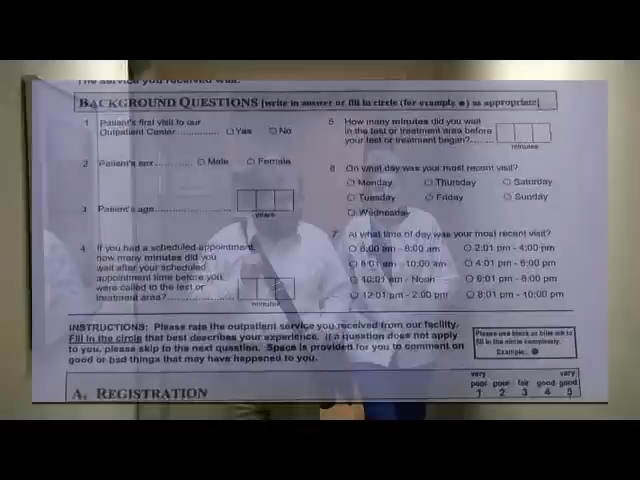 BACKGROUND QUESTIONS [write in answer or fill in circle (for example ●) as appropriate]
1 Patient's first visit to our
Outpatient Center............... O Yes O No
2 Patient's sex............ O Male O Female
3 Patient's age
years
4 If you had a scheduled appointment,
how many minutes did you
wait after your scheduled
appointment time before you
were called to the test or
treatment area?
minutes
5 How many minutes did you wait
in the test or treatment area before
your test or treatment began?
minutes
6 On what day was your most recent visit?
O Monday O Thursday O Saturday
O Tuesday O Friday O Sunday
O Wednesday
7 At what time of day was your most recent visit?
O 6:00 am - 8:00 am O 2:01 pm - 4:00 pm
O 8:01 am - 10:00 am O 4:01 pm - 6:00 pm
O 10:01 am - Noon O 6:01 pm - 8:00 pm
O 12:01 pm - 2:00 pm O 8:01 pm - 10:00 pm
INSTRUCTIONS: Please rate the outpatient service you received from our facility.
Fill in the circle that best describes your experience. If a question does not apply
to you, please skip to the next question. Space is provided for you to comment on
good or bad things that may have happened to you.
Please use black or blue ink to
fill in the circle completely.
Example: ●
A. REGISTRATION
very poor 1 poor 2 fair 3 good 4 very good 5